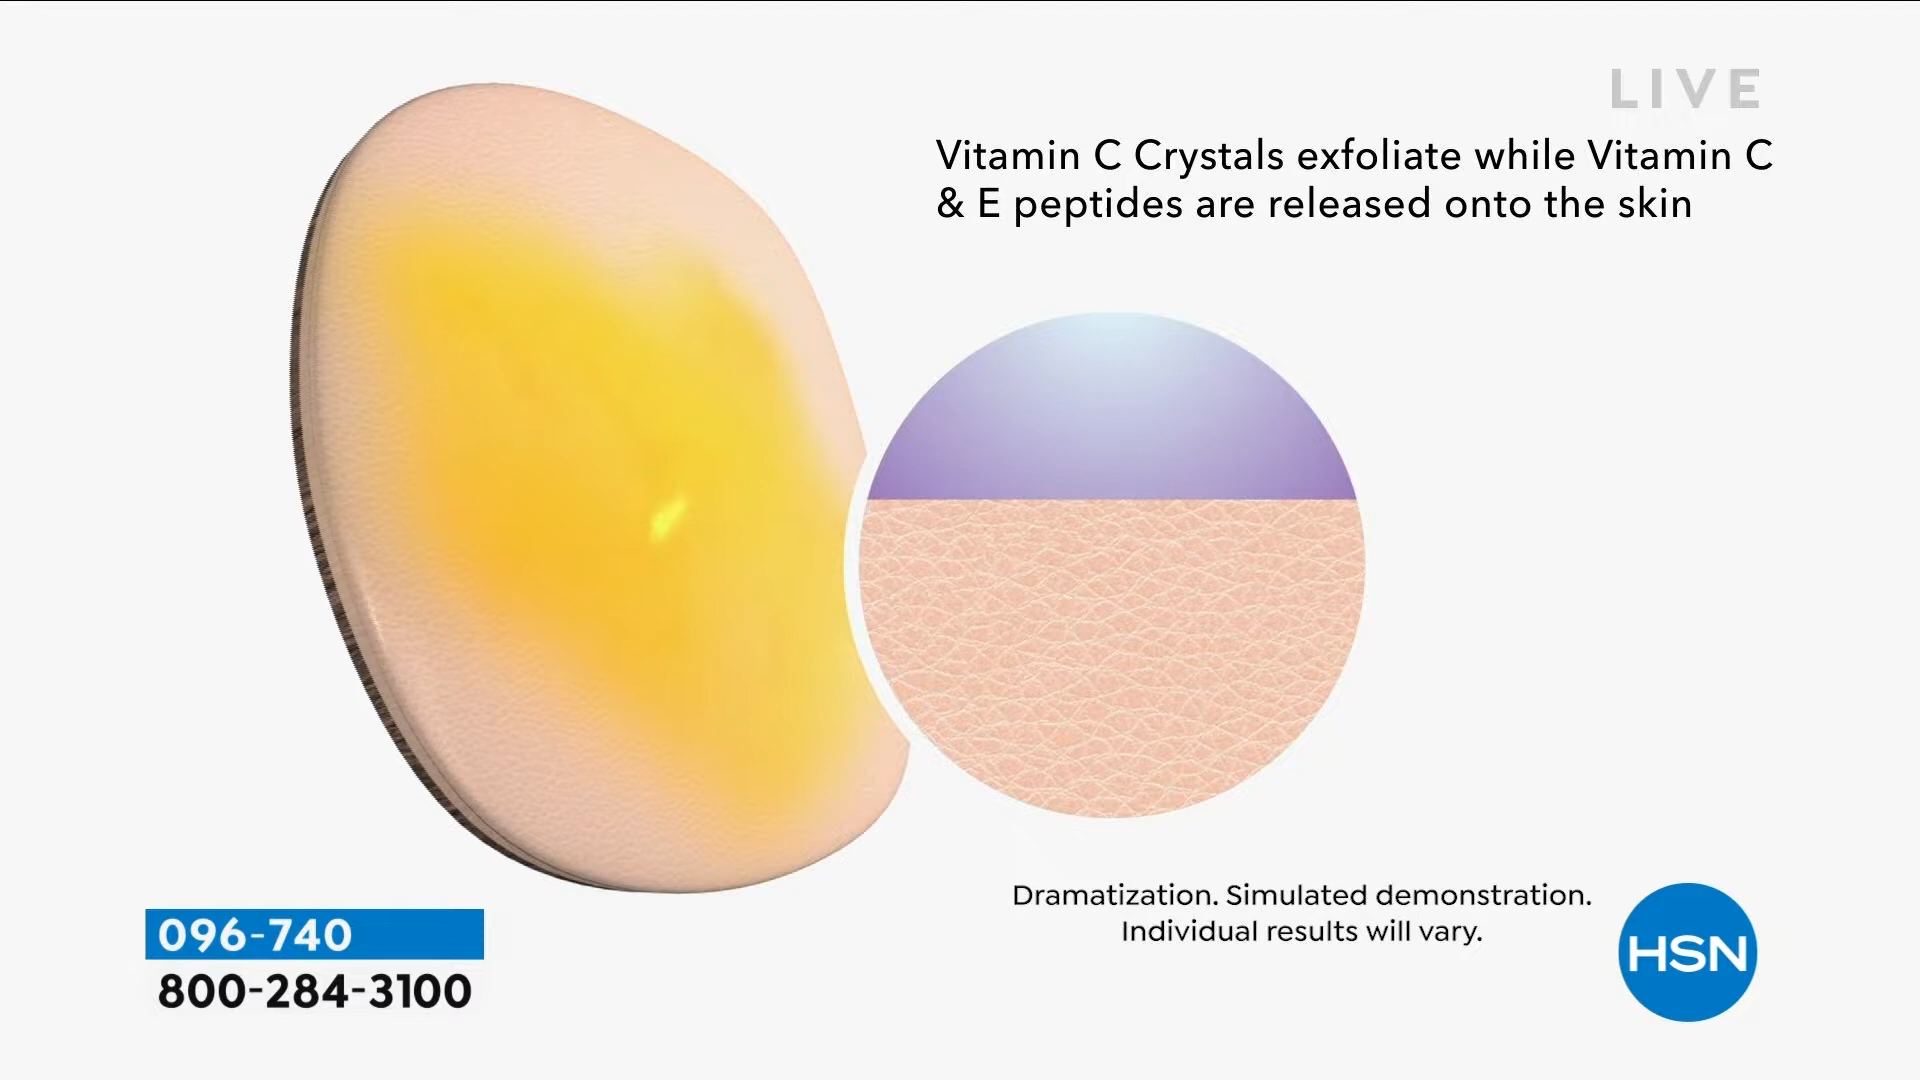 LIVE
Vitamin C Crystals exfoliate while Vitamin C
& E peptides are released onto the skin
Dramatization. Simulated demonstration.
Individual results will vary.
096-740
800-284-3100
HSN